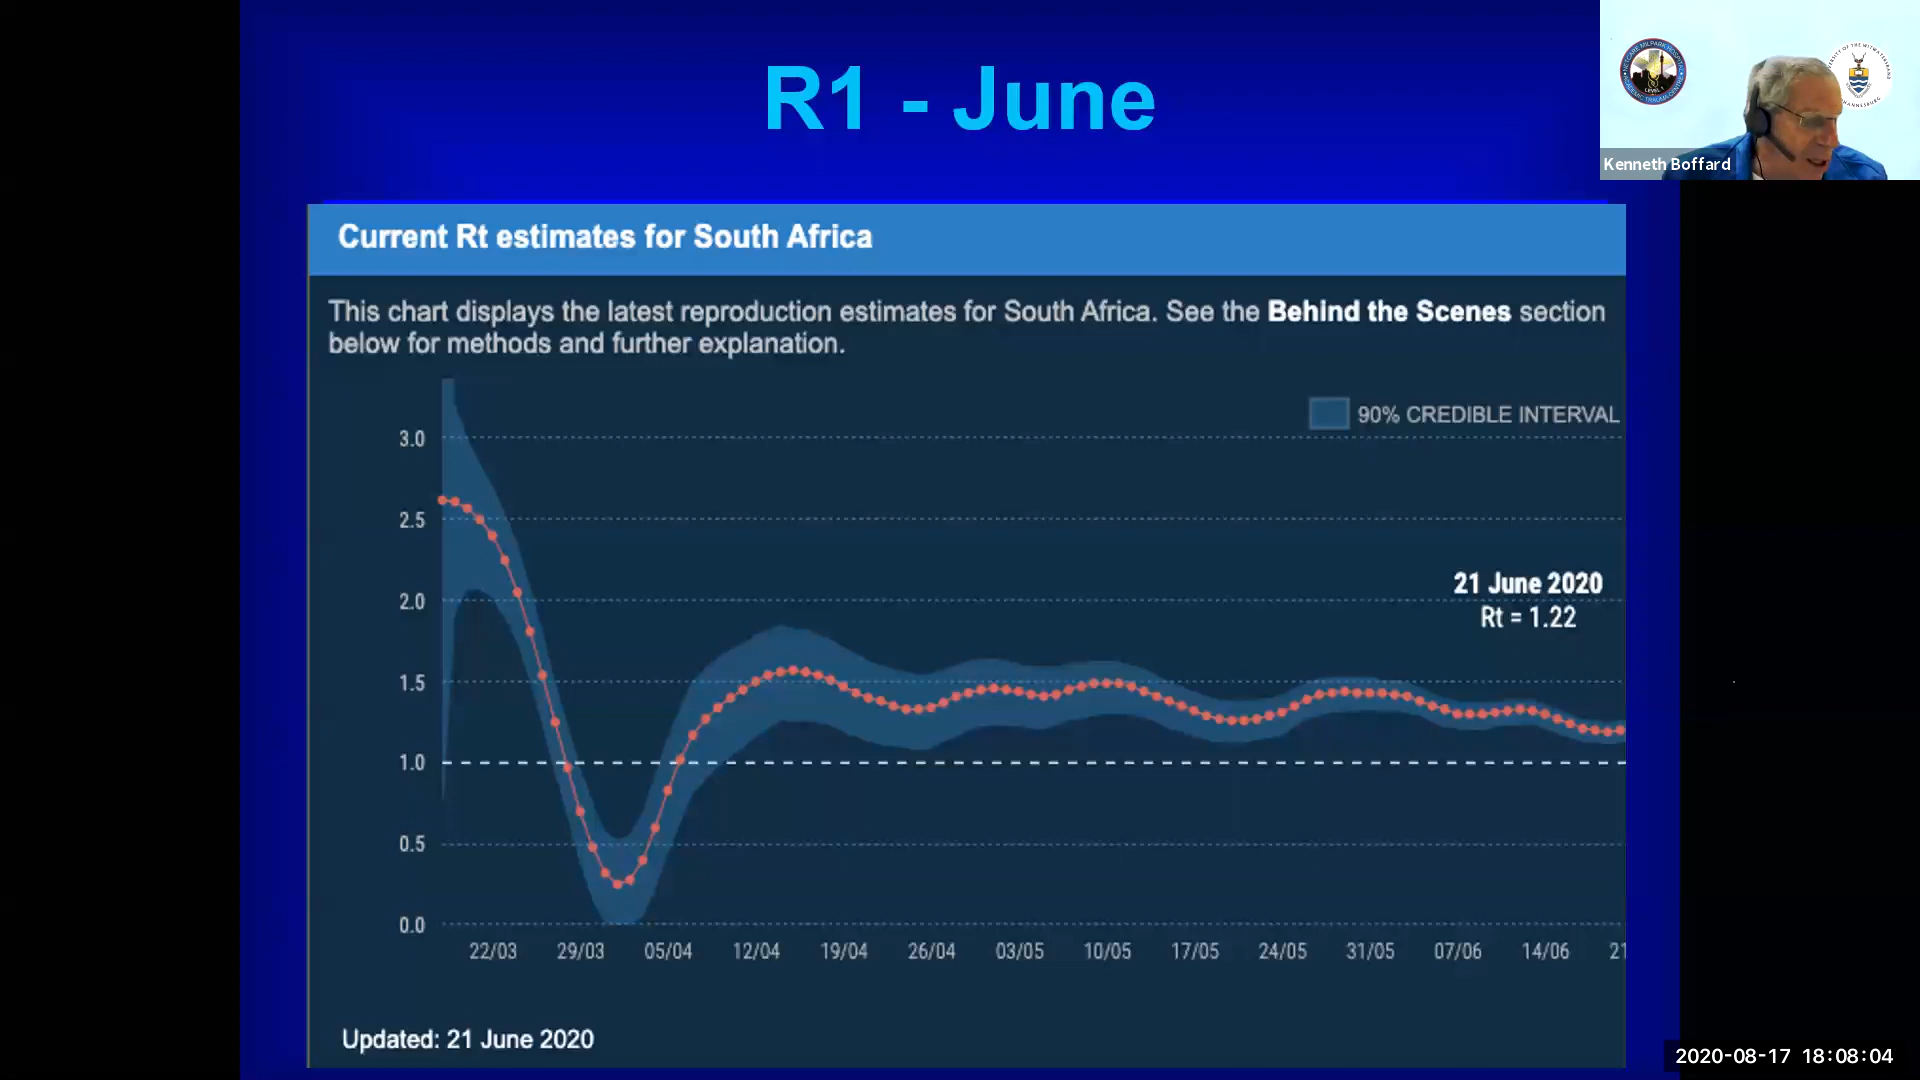 R1 - June
Kenneth Boffard
Current Rt estimates for South Africa
This chart displays the latest reproduction estimates for South Africa. See the Behind the Scenes section
below for methods and further explanation.
90% CREDIBLE INTERVAL
3.0
2.5
2.0
1.5
1.0
0.5
0.0
21 June 2020
Rt = 1.22
22/03 29/03 05/04 12/04 19/04 26/04 03/05 10/05 17/05 24/05 31/05 07/06 14/06 21
Updated: 21 June 2020
2020-08-17 18:08:04